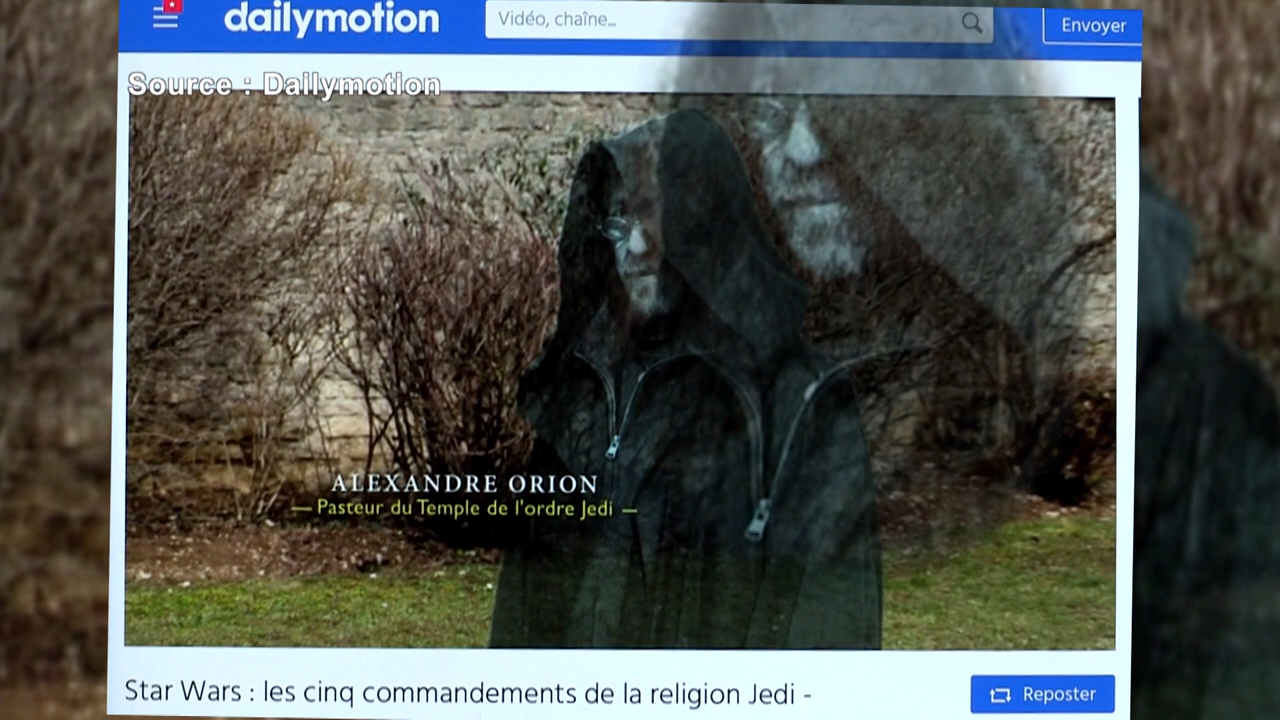 dailymotion
Vidéo, chaîne...
Envoyer
Source : Dailymotion
ALEXANDRE ORION
— Pasteur du Temple de l'ordre Jedi —
Star Wars : les cinq commandements de la religion Jedi -
Reposter